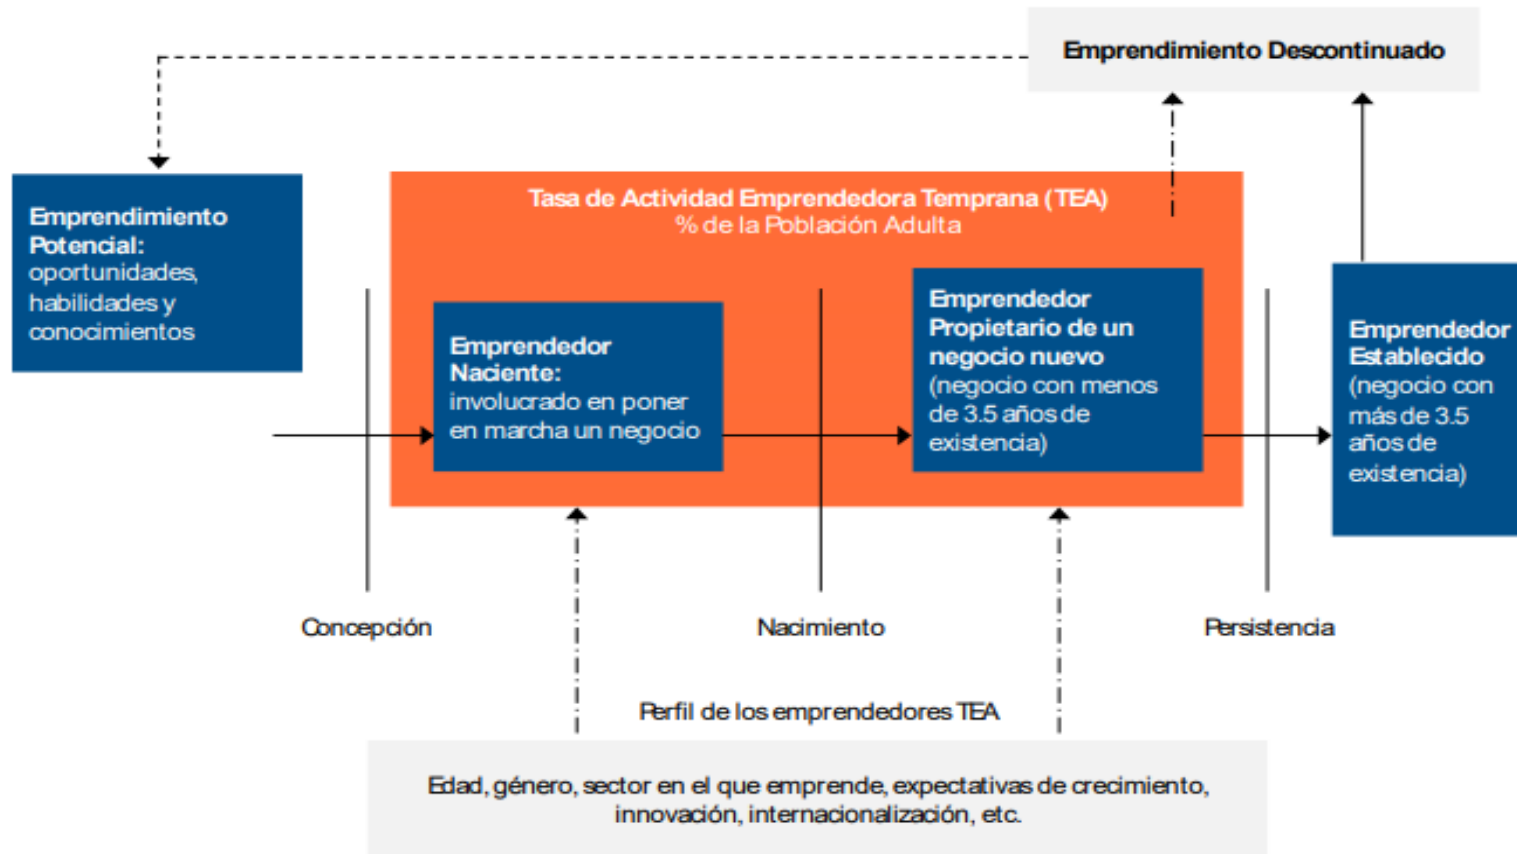 Emprendimiento Descontinuado
Emprendimiento
Potencial:
oportunidades,
habilidades y
conocimientos
Tasa de Actividad Emprendedora Temprana (TEA)
% de la Población Adulta
Emprendedor
Naciente:
involucrado en poner
en marcha un negocio
Emprendedor
Propietario de un
negocio nuevo
(negocio con menos
de 3.5 años de
existencia)
Emprendedor
Establecido
(negocio con
más de 3.5
años de
existencia)
Concepción
Nacimiento
Persistencia
Perfil de los emprendedores TEA
Edad, género, sector en el que emprende, expectativas de crecimiento,
innovación, internacionalización, etc.